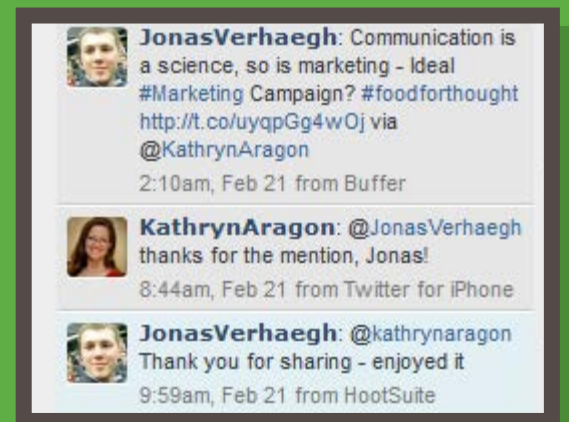 JonasVerhaegh: Communication is
a science, so is marketing - Ideal
#Marketing Campaign? #foodforthought
http://t.co/uyqpGg4wOj via
@KathrynAragon
2:10am, Feb 21 from Buffer
KathrynAragon: @JonasVerhaegh
thanks for the mention, Jonas!
8:44am, Feb 21 from Twitter for iPhone
JonasVerhaegh: @kathrynaragon
Thank you for sharing - enjoyed it
9:59am, Feb 21 from HootSuite